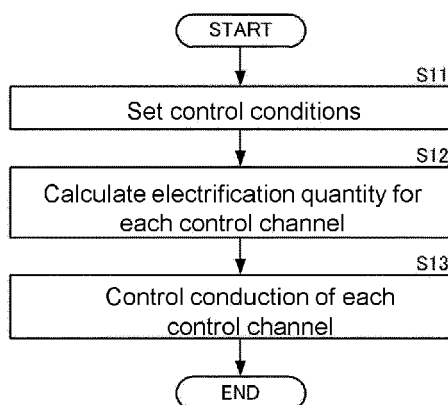 START
S11
Set control conditions
S12
Calculate electrification quantity for
each control channel
S13
Control conduction of each
control channel
END